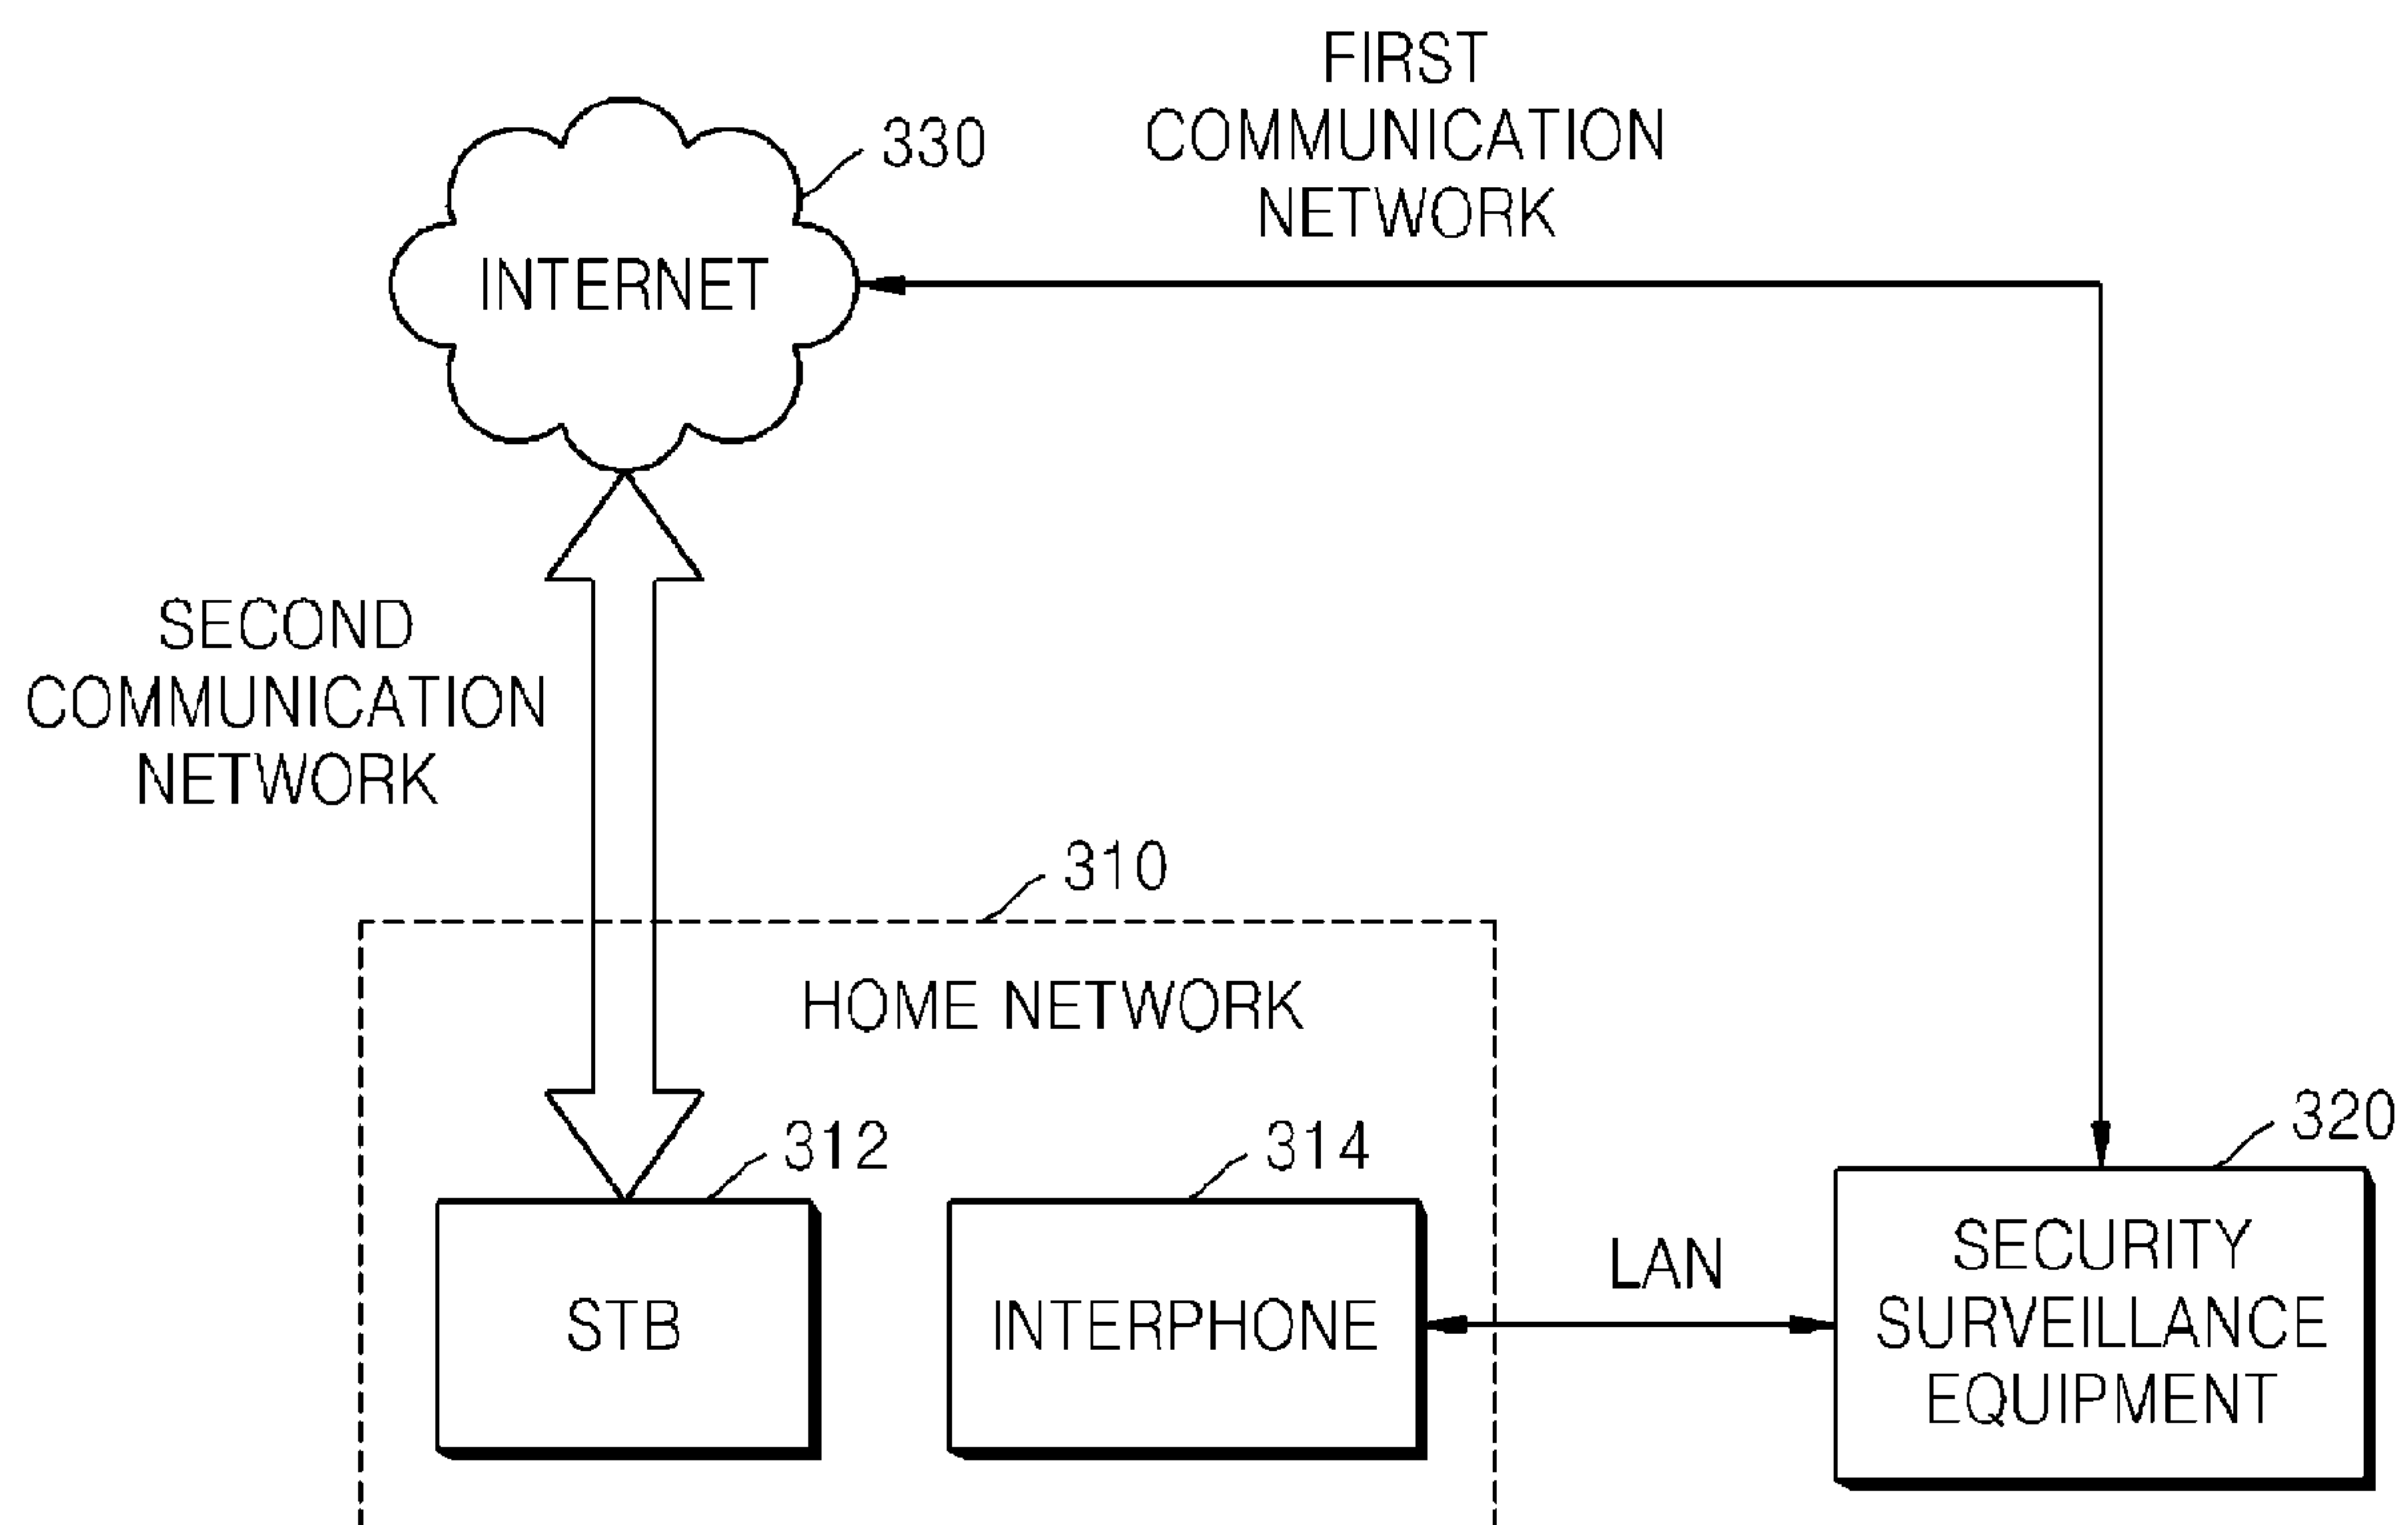 FIRST
COMMUNICATION
NETWORK
330
INTERNET
SECOND
COMMUNICATION
NETWORK
310
HOME NETWORK
312
STB
314
INTERPHONE
LAN
320
SECURITY
SURVEILLANCE
EQUIPMENT